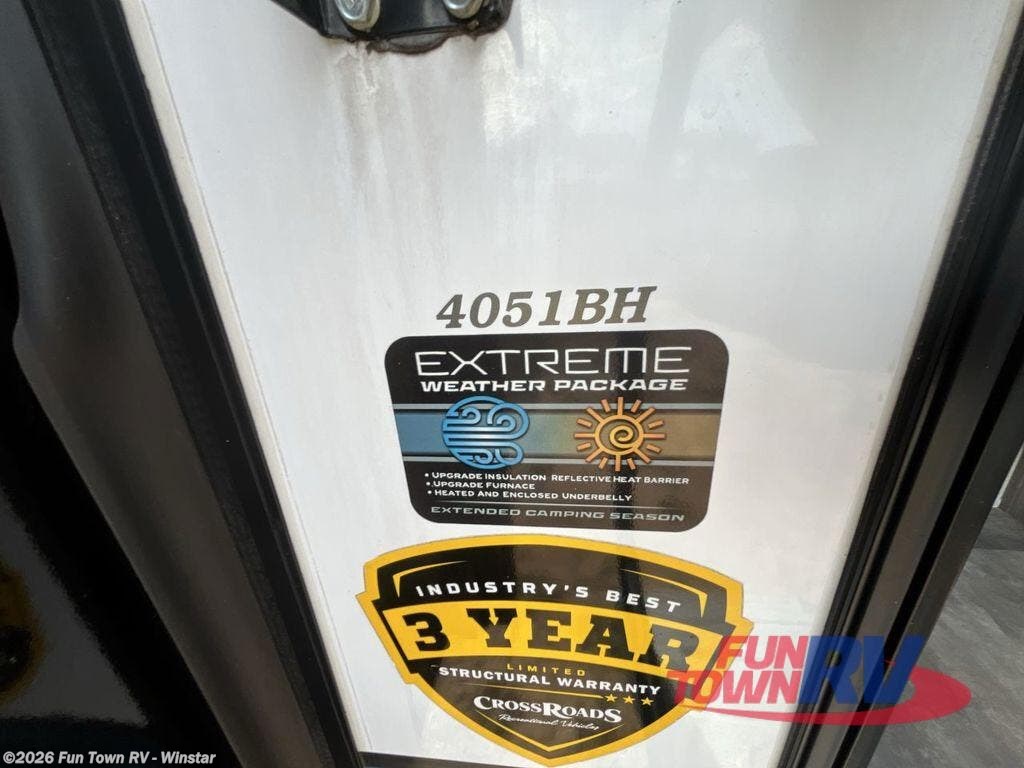 4051BH
EXTREME
WEATHER PACKAGE
• UPGRADE INSULATION REFLECTIVE HEAT BARRIER
• UPGRADE FURNACE
• HEATED AND ENCLOSED UNDERBELLY
EXTENDED CAMPING SEASON
INDUSTRY'S BEST
3 YEAR
LIMITED
STRUCTURAL WARRANTY
CROSSROADS
Recreational Vehicles
FUN
TOWN RV
©2026 Fun Town RV - Winstar